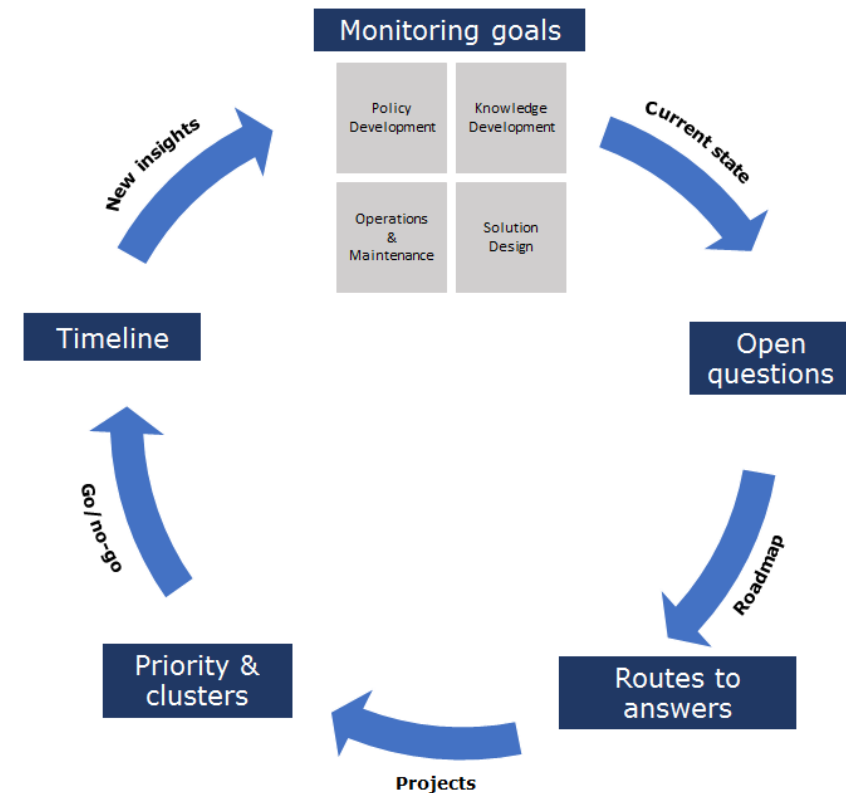 Monitoring goals
Policy
Development
Knowledge
Development
Operations
&
Maintenance
Solution
Design
Current state
Open
questions
Roadmap
Routes to
answers
Projects
Priority &
clusters
Go/no-go
Timeline
New insights